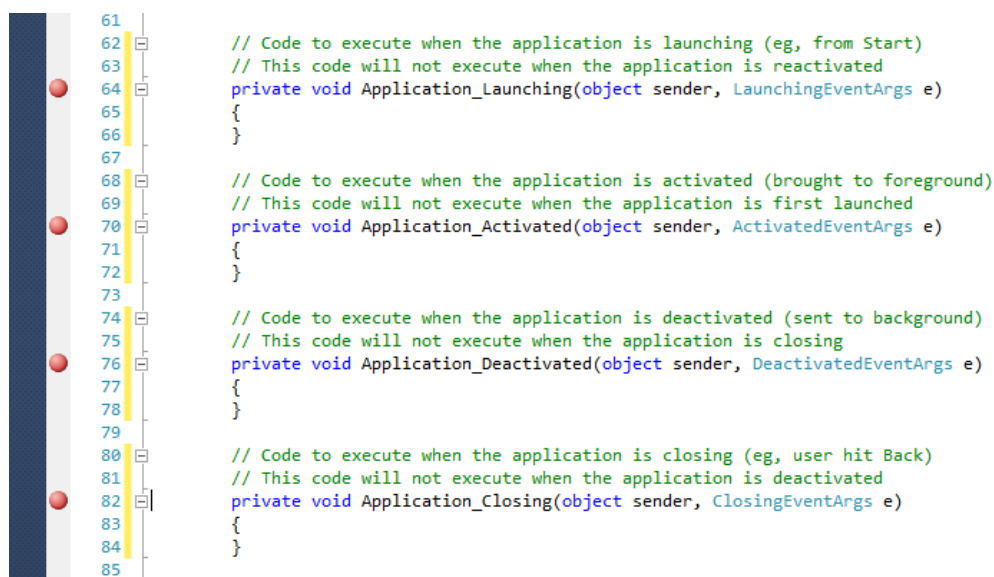 61
62 // Code to execute when the application is launching (eg, from Start)
63 // This code will not execute when the application is reactivated
64 private void Application_Launching(object sender, LaunchingEventArgs e)
65 {
66 }
67
68 // Code to execute when the application is activated (brought to foreground)
69 // This code will not execute when the application is first launched
70 private void Application_Activated(object sender, ActivatedEventArgs e)
71 {
72 }
73
74 // Code to execute when the application is deactivated (sent to background)
75 // This code will not execute when the application is closing
76 private void Application_Deactivated(object sender, DeactivatedEventArgs e)
77 {
78 }
79
80 // Code to execute when the application is closing (eg, user hit Back)
81 // This code will not execute when the application is deactivated
82 private void Application_Closing(object sender, ClosingEventArgs e)
83 {
84 }
85